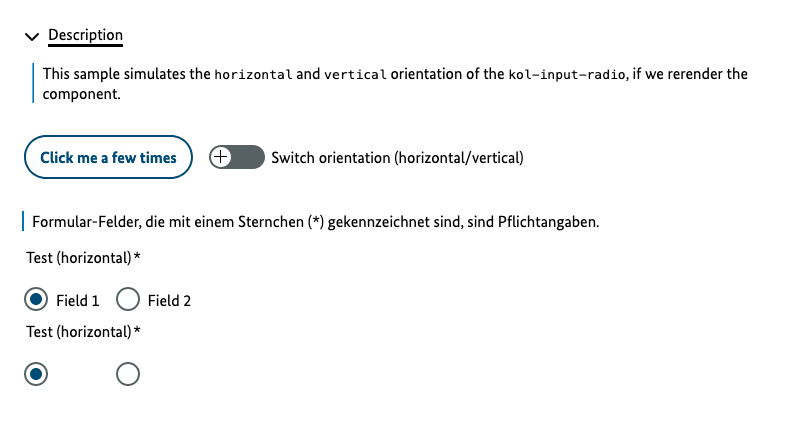 Description
This sample simulates the horizontal and vertical orientation of the kol-input-radio, if we rerender the
component.
Click me a few times
Switch orientation (horizontal/vertical)
Formular-Felder, die mit einem Sternchen (*) gekennzeichnet sind, sind Pflichtangaben.
Test (horizontal)*
Field 1 Field 2
Test (horizontal)*